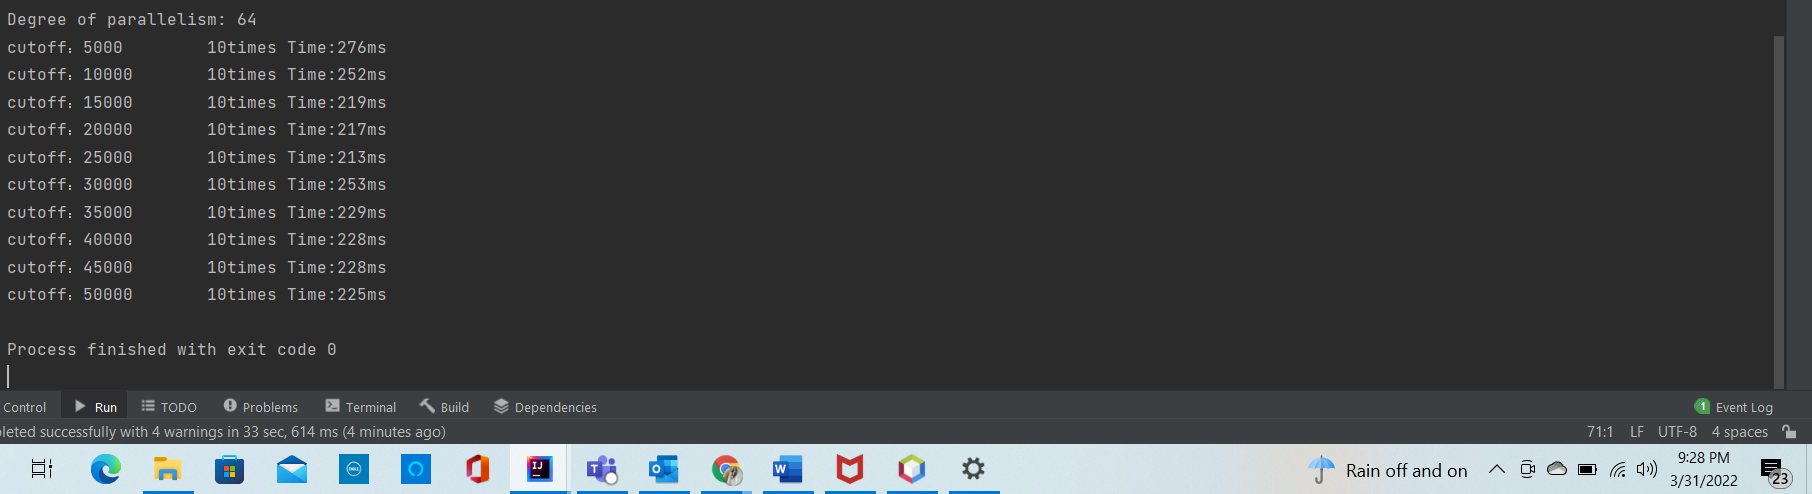 Degree of parallelism: 64
cutoff：5000 10times Time:276ms
cutoff：10000 10times Time:252ms
cutoff：15000 10times Time:219ms
cutoff：20000 10times Time:217ms
cutoff：25000 10times Time:213ms
cutoff：30000 10times Time:253ms
cutoff：35000 10times Time:229ms
cutoff：40000 10times Time:228ms
cutoff：45000 10times Time:228ms
cutoff：50000 10times Time:225ms
Process finished with exit code 0
Control Run TODO Problems Terminal Build Dependencies 1 Event Log
leted successfully with 4 warnings in 33 sec, 614 ms (4 minutes ago) 71:1 LF UTF-8 4 spaces
DELL IJ T O W Rain off and on 9:28 PM
3/31/2022 23